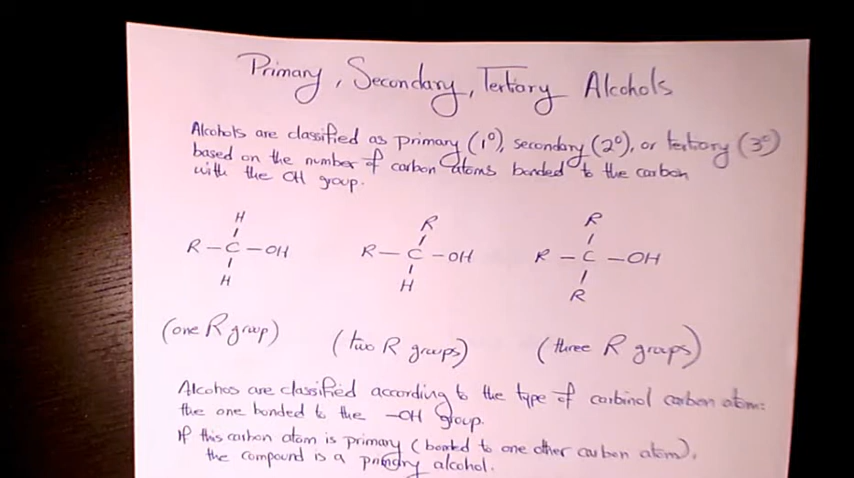 Primary, Secondary, Tertiary Alcohols
Alcohols are classified as primary (1°), secondary (2°), or tertiary (3°)
based on the number of carbon atoms bonded to the carbon
with the OH group.
H R R
R – C – OH R – C – OH R – C – OH
H H R
(one R group) (two R groups) (three R groups)
Alcohos are classified according to the type of carbinol carbon atom:
the one bonded to the –OH group.
If this carbon atom is primary (bonded to one other carbon atom),
the compound is a primary alcohol.